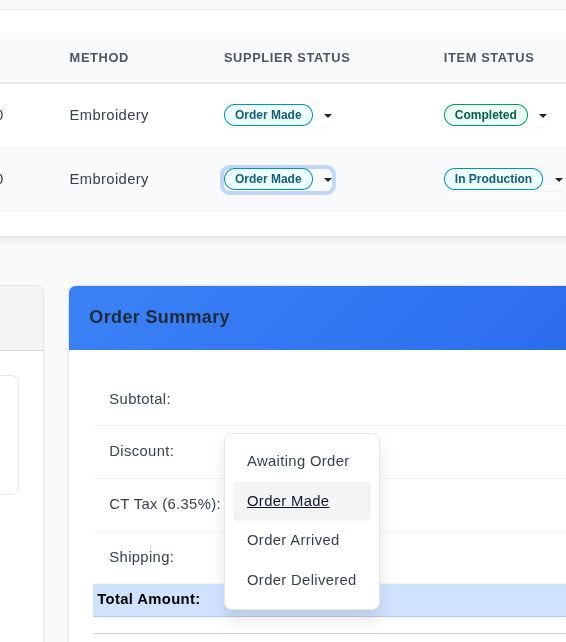 METHOD SUPPLIER STATUS ITEM STATUS
0 Embroidery Order Made Completed
Embroidery Order Made In Production
Order Summary
Subtotal:
Discount:
CT Tax (6.35%):
Shipping:
Total Amount:
Awaiting Order
Order Made
Order Arrived
Order Delivered